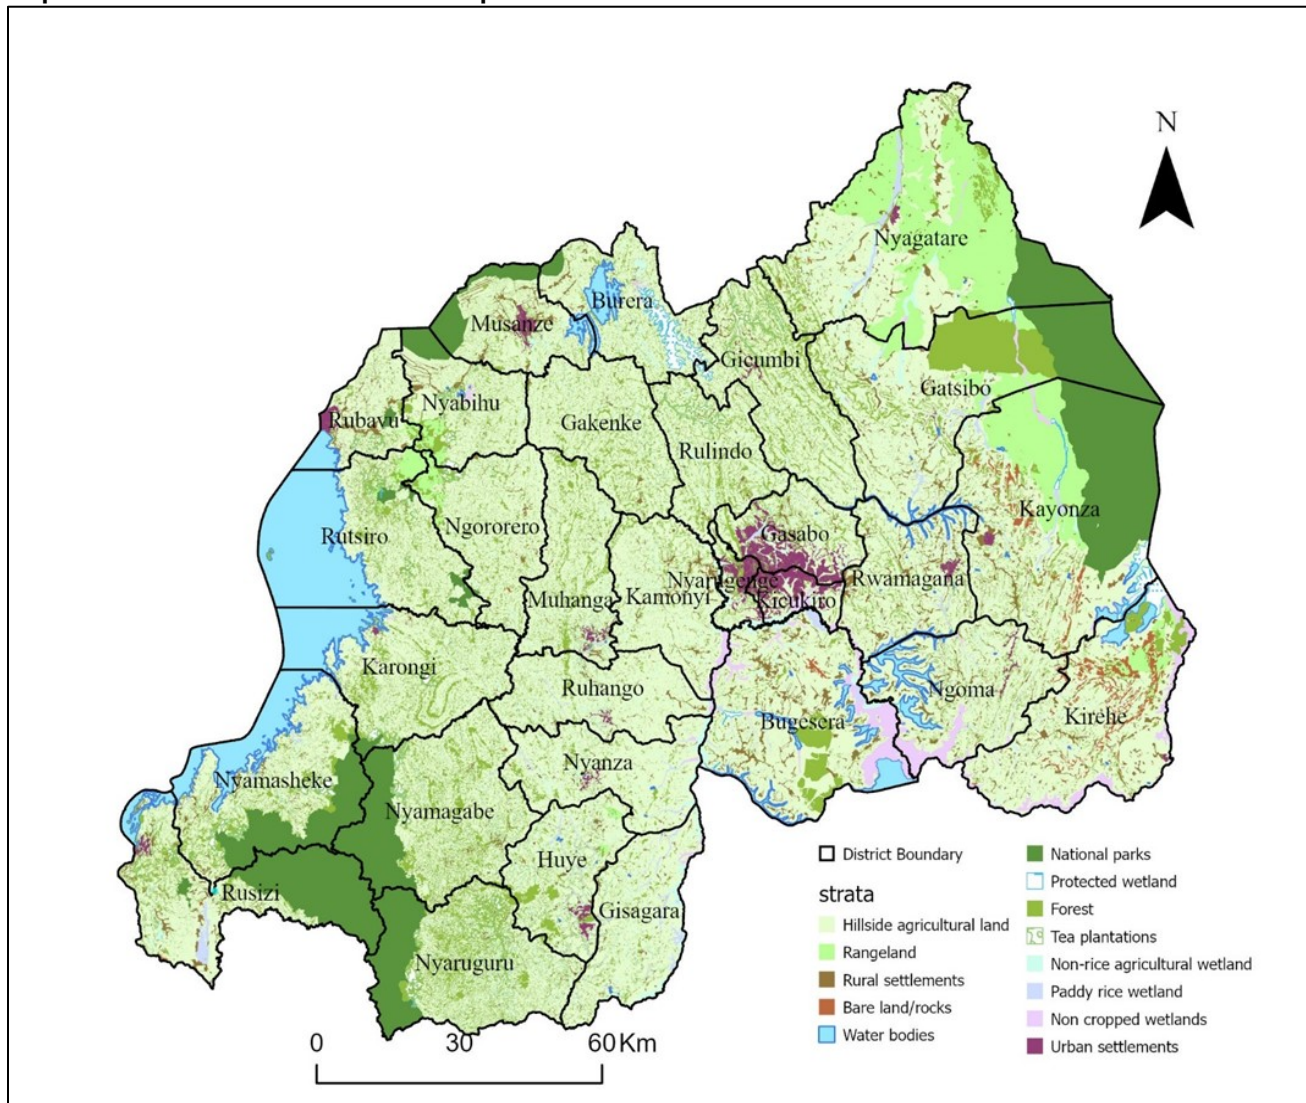 N
Nyagatare
Burera
Musanze
Gicumbi
Gatsibo
Nyabihu
Rubavu
Gakenke
Rulindo
Kayonza
Ngororero
Rutsiro
Gasabo
Nyarugenge
Rwamagana
Muhanga
Kamonyi
Kicukiro
Karongi
Ruhango
Ngoma
Kirehe
Bugesera
Nyanza
Nyamasheke
Nyamagabe
Huye
Rusizi
Gisagara
Nyaruguru
District Boundary
strata
Hillside agricultural land
Rangeland
Rural settlements
Bare land/rocks
Water bodies
National parks
Protected wetland
Forest
Tea plantations
Non-rice agricultural wetland
Paddy rice wetland
Non cropped wetlands
Urban settlements
0 30 60 Km